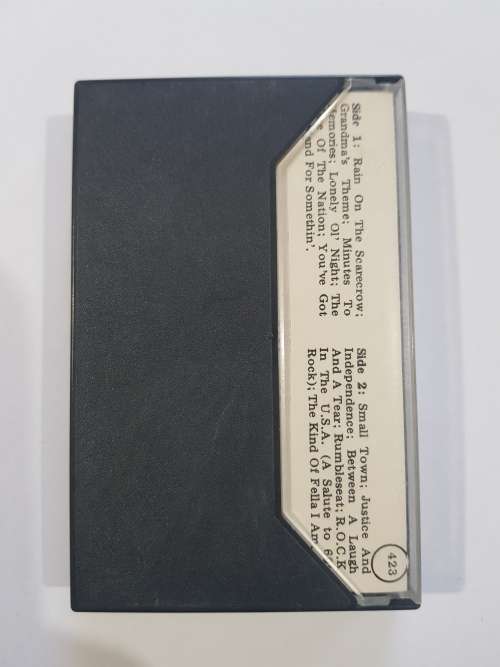 Side 1: Rain On The Scarecrow;
Grandma's Theme; Minutes To
emories; Lonely Ol' Night; The
e Of The Nation; You've Got
and For Somethin'.
Side 2: Small Town; Justice And
Independence; Between A Laugh
And A Tear; Rumbleseat; R.O.C.K
In The U.S.A. (A Salute to 6
Rock); The Kind Of Fella I Am
423